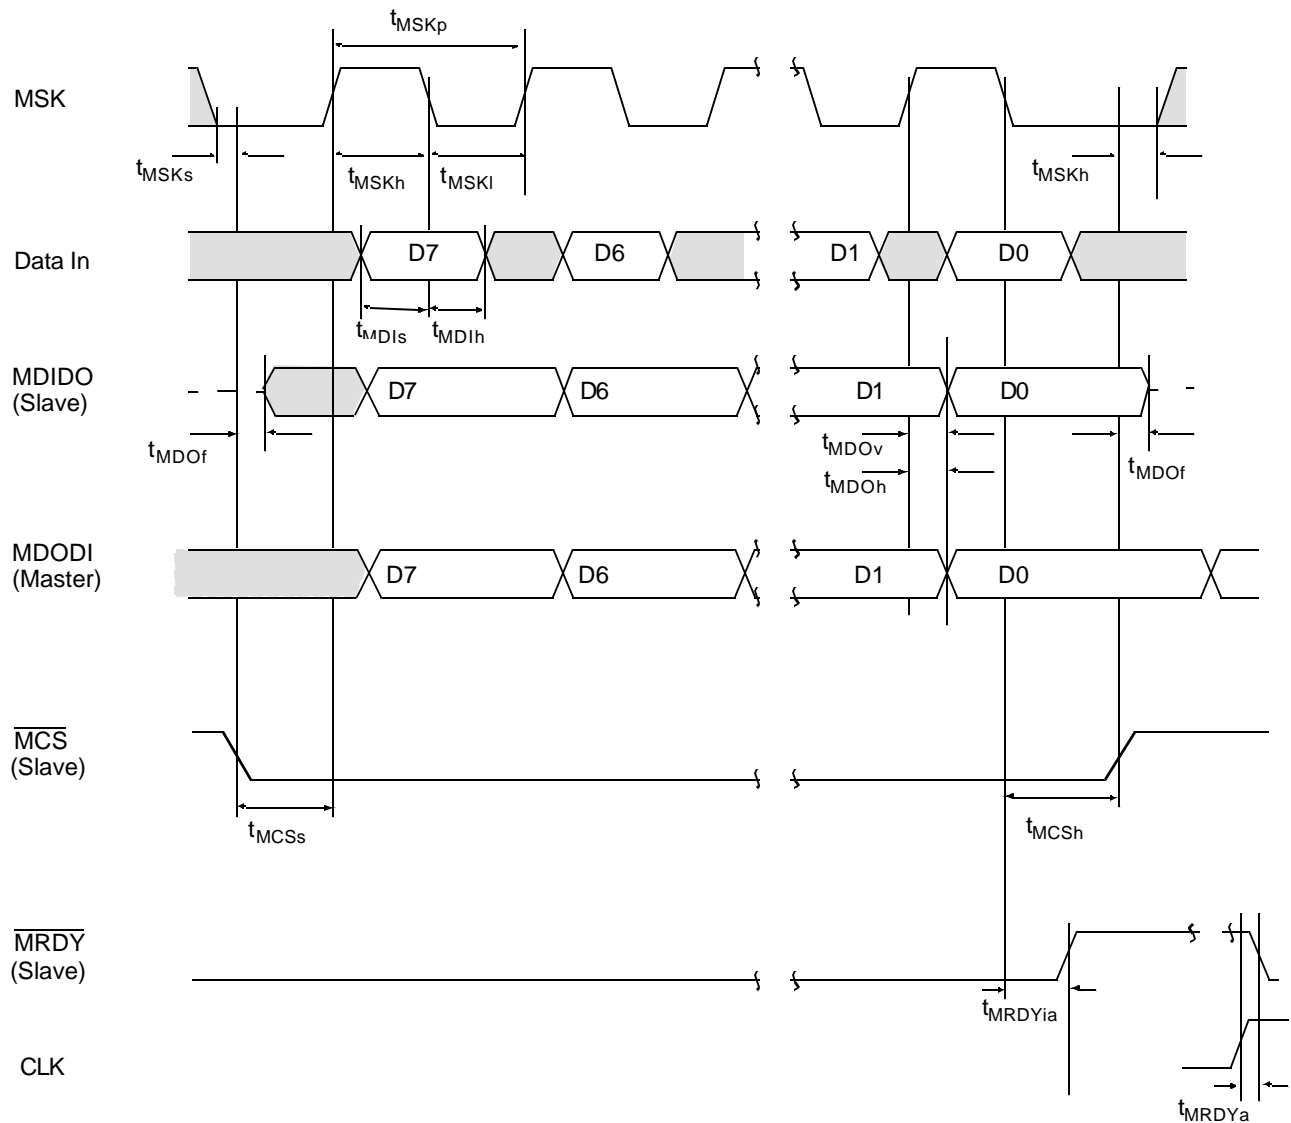 tMSKp
MSK
tMSKs
tMSKh
tMSKl
tMSKh
Data In
D7
D6
D1
D0
tMDIs
tMDIh
MDIDO
(Slave)
D7
D6
D1
D0
tMDOf
tMDOv
tMDOh
tMDOf
MDODI
(Master)
D7
D6
D1
D0
MCS
(Slave)
tMCSs
tMCSh
MRDY
(Slave)
tMRDYia
CLK
tMRDYa